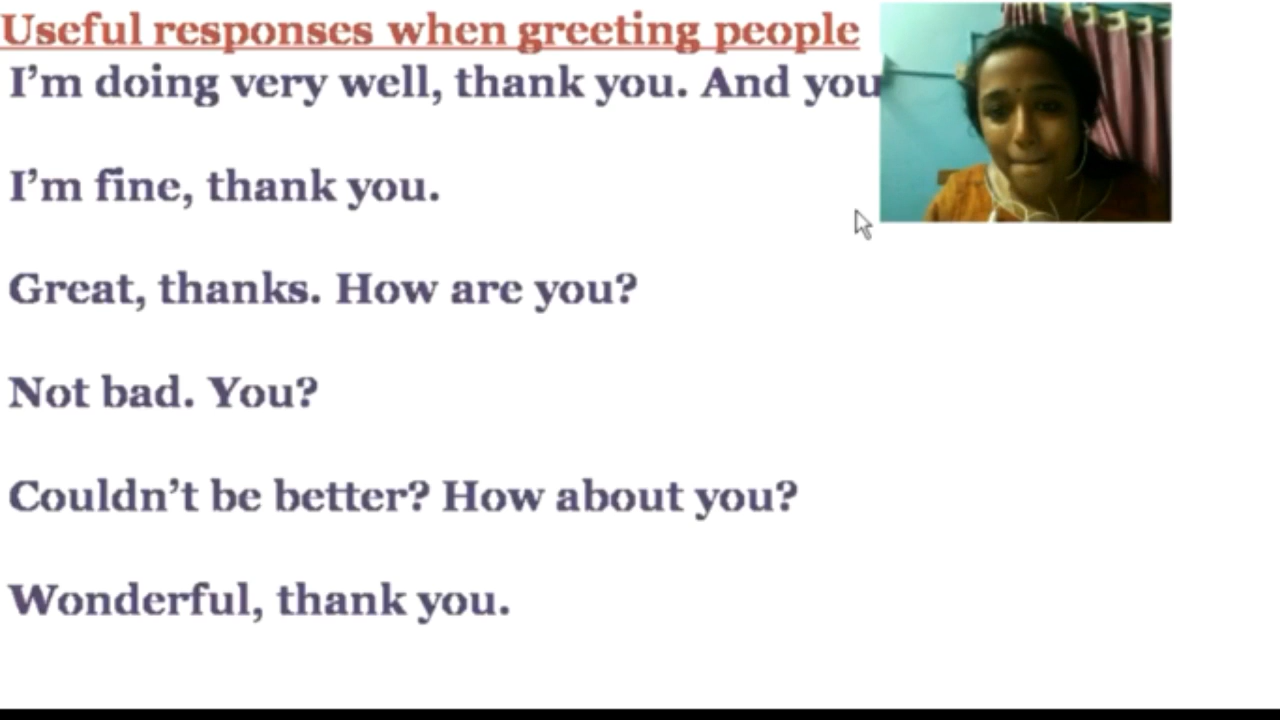 Useful responses when greeting people
I’m doing very well, thank you. And you
I’m fine, thank you.
Great, thanks. How are you?
Not bad. You?
Couldn’t be better? How about you?
Wonderful, thank you.